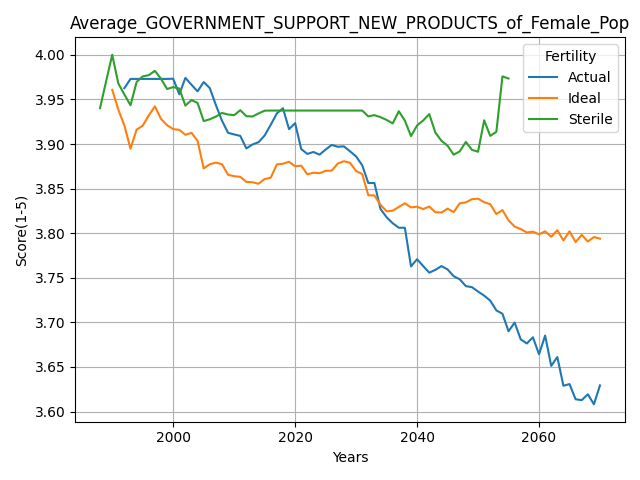 Average_GOVERNMENT_SUPPORT_NEW_PRODUCTS_of_Female_Pop
Fertility
Actual
Ideal
Sterile
Score(1-5)
4.00
3.95
3.90
3.85
3.80
3.75
3.70
3.65
3.60
2000 2020 2040 2060
Years